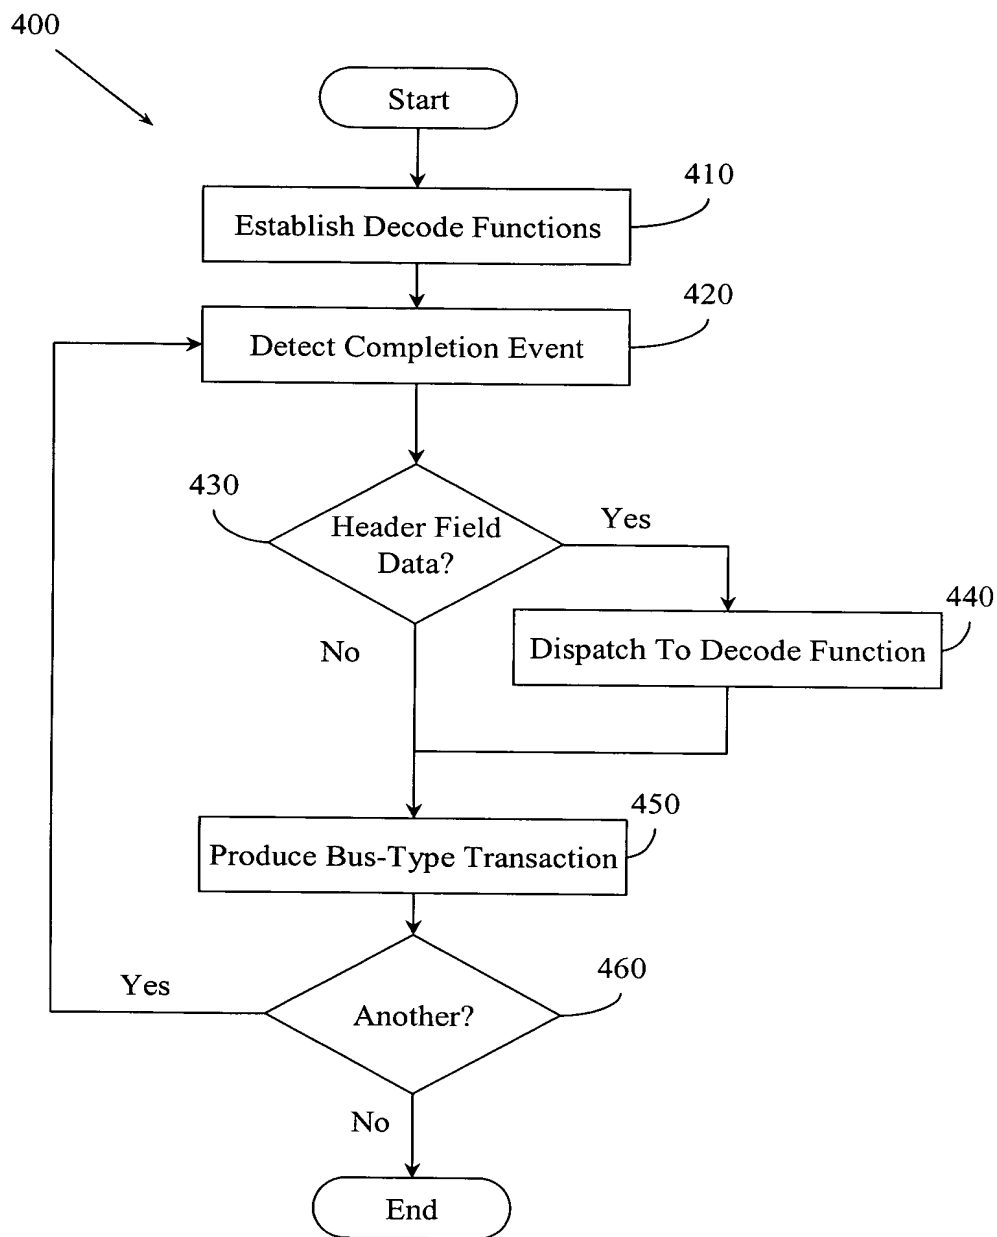 400
Start
410
Establish Decode Functions
420
Detect Completion Event
430
Header Field
Data?
Yes
440
Dispatch To Decode Function
No
450
Produce Bus-Type Transaction
460
Another?
Yes
No
End